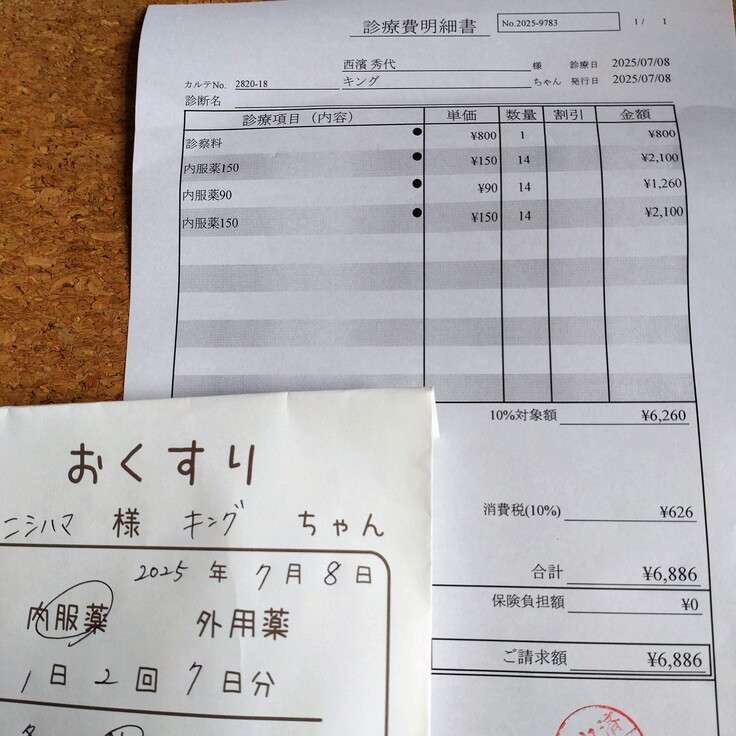 診療費明細書
No.2025-9783
1 / 1
西濱 秀代 様 診療日 2025/07/08
カルテNo. 2820-18 キング ちゃん 発行日 2025/07/08
診断名
診療項目（内容） 単価 数量 割引 金額
診察料 ● ¥800 1 ¥800
内服薬150 ● ¥150 14 ¥2,100
内服薬90 ● ¥90 14 ¥1,260
内服薬150 ● ¥150 14 ¥2,100
10%対象額 ¥6,260
消費税(10%) ¥626
合計 ¥6,886
保険負担額 ¥0
ご請求額 ¥6,886
おくすり
ニシハマ 様 キング ちゃん
2025 年 7 月 8 日
内服薬 外用薬
1 日 2 回 7 日分